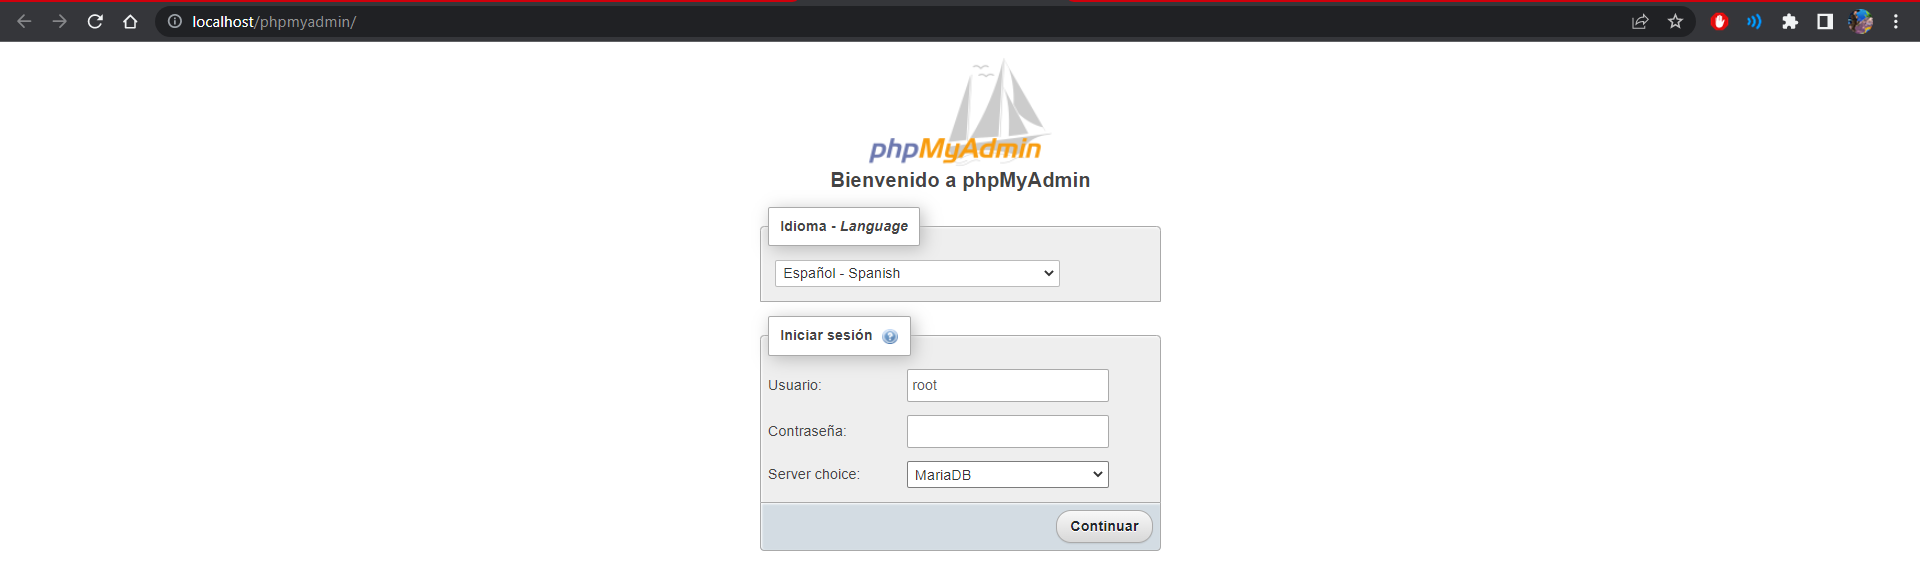 localhost/phpmyadmin/
phpMyAdmin
Bienvenido a phpMyAdmin
Idioma - Language
Español - Spanish
Iniciar sesión
Usuario: root
Contraseña:
Server choice: MariaDB
Continuar